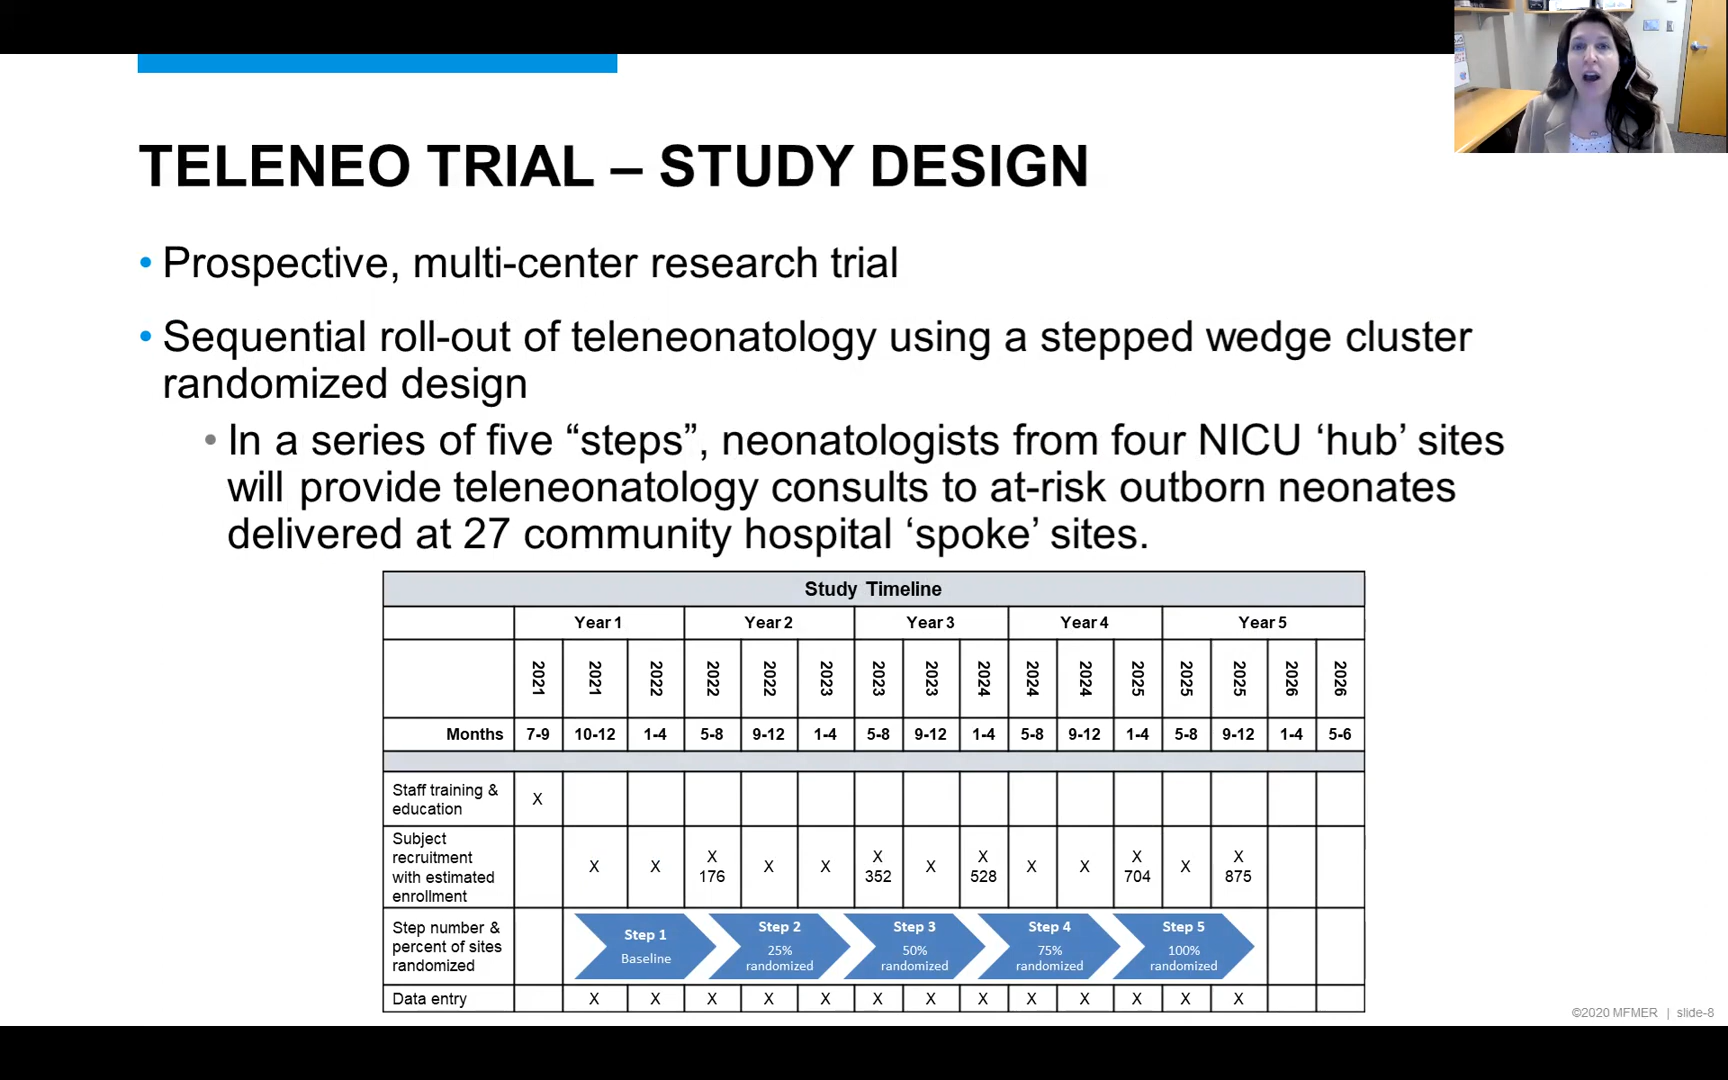 TELENEO TRIAL – STUDY DESIGN
• Prospective, multi-center research trial
• Sequential roll-out of teleneonatology using a stepped wedge cluster
randomized design
• In a series of five “steps”, neonatologists from four NICU ‘hub’ sites
will provide teleneonatology consults to at-risk outborn neonates
delivered at 27 community hospital ‘spoke’ sites.
Study Timeline
Year 1 Year 2 Year 3 Year 4 Year 5
2021 2021 2022 2022 2022 2023 2023 2023 2024 2024 2024 2025 2025 2025 2026 2026
Months 7-9 10-12 1-4 5-8 9-12 1-4 5-8 9-12 1-4 5-8 9-12 1-4 5-8 9-12 1-4 5-6
Staff training &
education
X
Subject
recruitment
with estimated
enrollment
X X X X X X X X X X X X X
176 352 528 704 875
Step number &
percent of sites
randomized
Step 1
Baseline
Step 2
25%
randomized
Step 3
50%
randomized
Step 4
75%
randomized
Step 5
100%
randomized
Data entry X X X X X X X X X X X X X
©2020 MFMER | slide-8